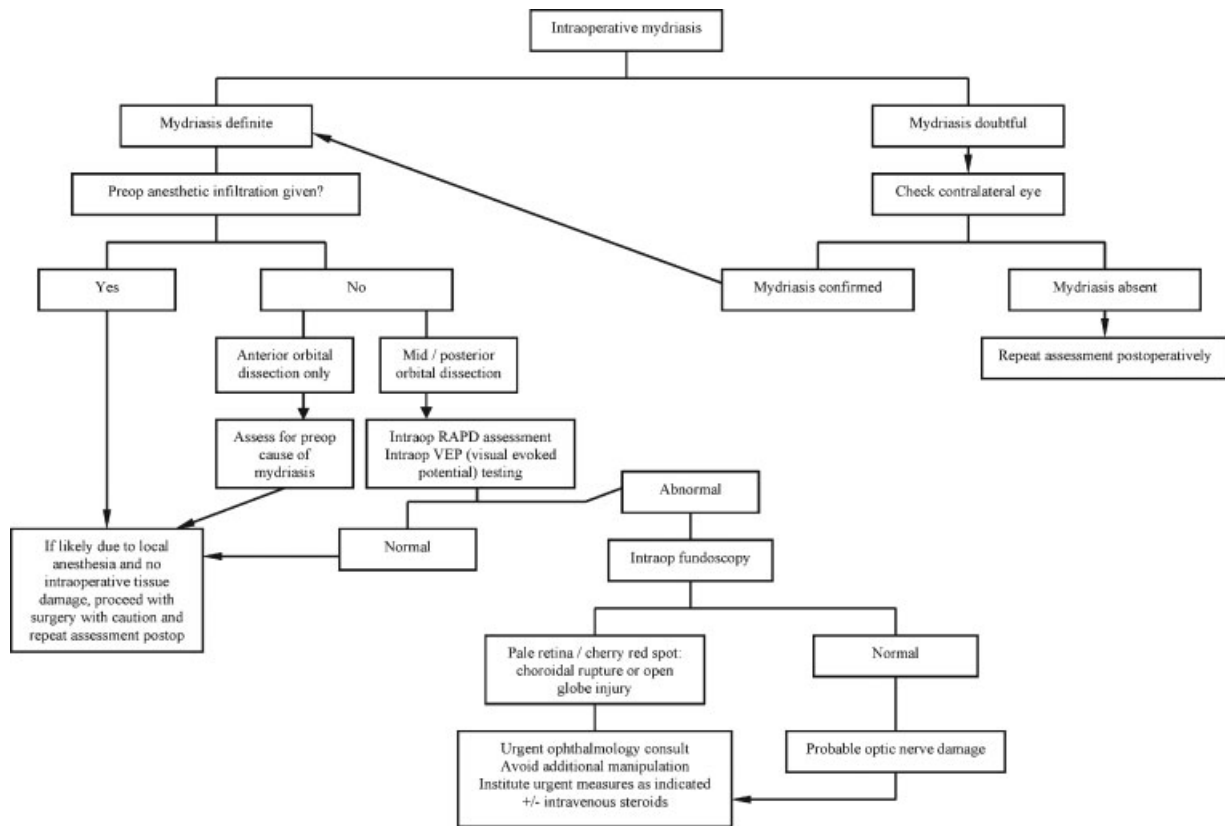 Intraoperative mydriasis
Mydriasis definite
Mydriasis doubtful
Preop anesthetic infiltration given?
Check contralateral eye
Yes
No
Mydriasis confirmed
Mydriasis absent
Anterior orbital
dissection only
Mid / posterior
orbital dissection
Repeat assessment postoperatively
Assess for preop
cause of
mydriasis
Intraop RAPD assessment
Intraop VEP (visual evoked
potential) testing
Abnormal
Normal
If likely due to local
anesthesia and no
intraoperative tissue
damage, proceed with
surgery with caution and
repeat assessment postop
Intraop fundoscopy
Pale retina / cherry red spot:
choroidal rupture or open
globe injury
Normal
Urgent ophthalmology consult
Avoid additional manipulation
Institute urgent measures as indicated
+/- intravenous steroids
Probable optic nerve damage